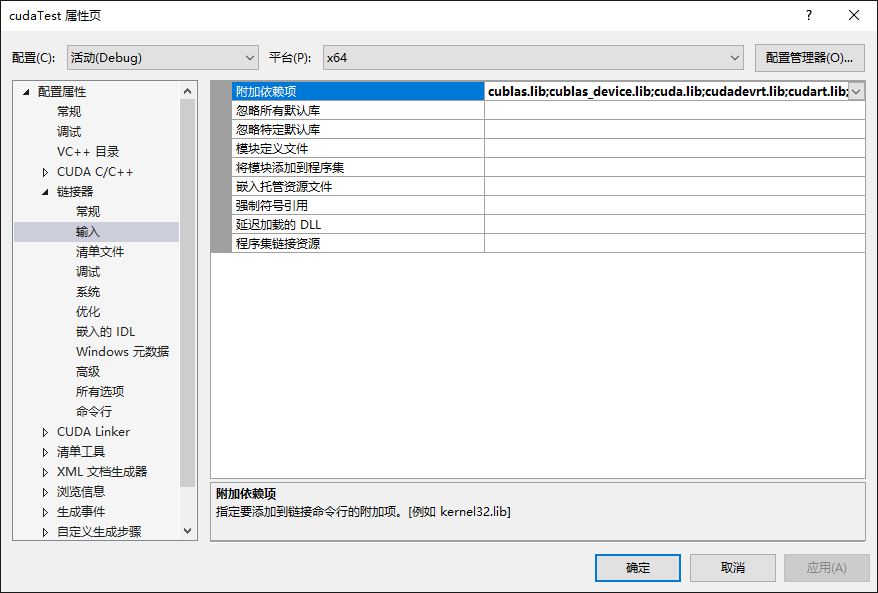 cudaTest 属性页
配置(C): 活动(Debug) 平台(P): x64 配置管理器(O)...
配置属性
常规
调试
VC++ 目录
CUDA C/C++
链接器
常规
输入
清单文件
调试
系统
优化
嵌入的 IDL
Windows 元数据
高级
所有选项
命令行
CUDA Linker
清单工具
XML 文档生成器
浏览信息
生成事件
自定义生成步骤
附加依赖项 cublas.lib;cublas_device.lib;cuda.lib;cudadevrt.lib;cudart.lib;
忽略所有默认库
忽略特定默认库
模块定义文件
将模块添加到程序集
嵌入托管资源文件
强制符号引用
延迟加载的 DLL
程序集链接资源
附加依赖项
指定要添加到链接命令行的附加项。[例如 kernel32.lib]
确定 取消 应用(A)